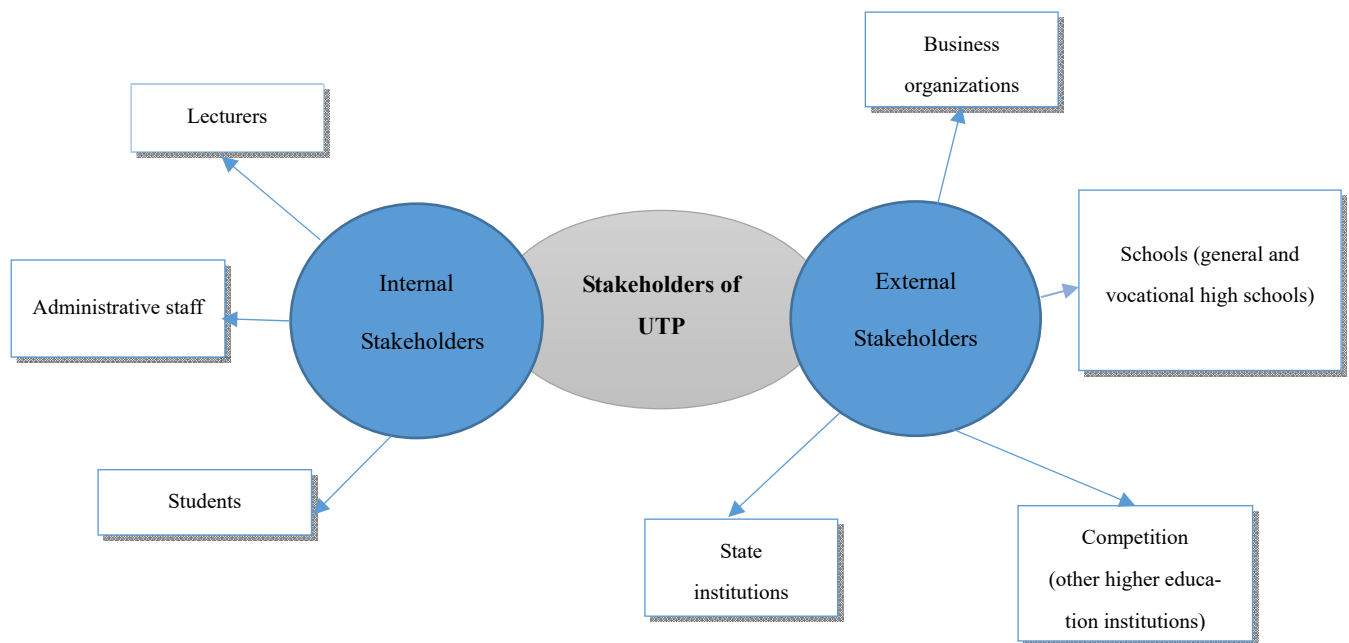 Business
organizations
Lecturers
Schools (general and
vocational high schools)
Internal
Stakeholders
Stakeholders of
UTP
External
Stakeholders
Administrative staff
Students
State
institutions
Competition
(other higher educa-
tion institutions)